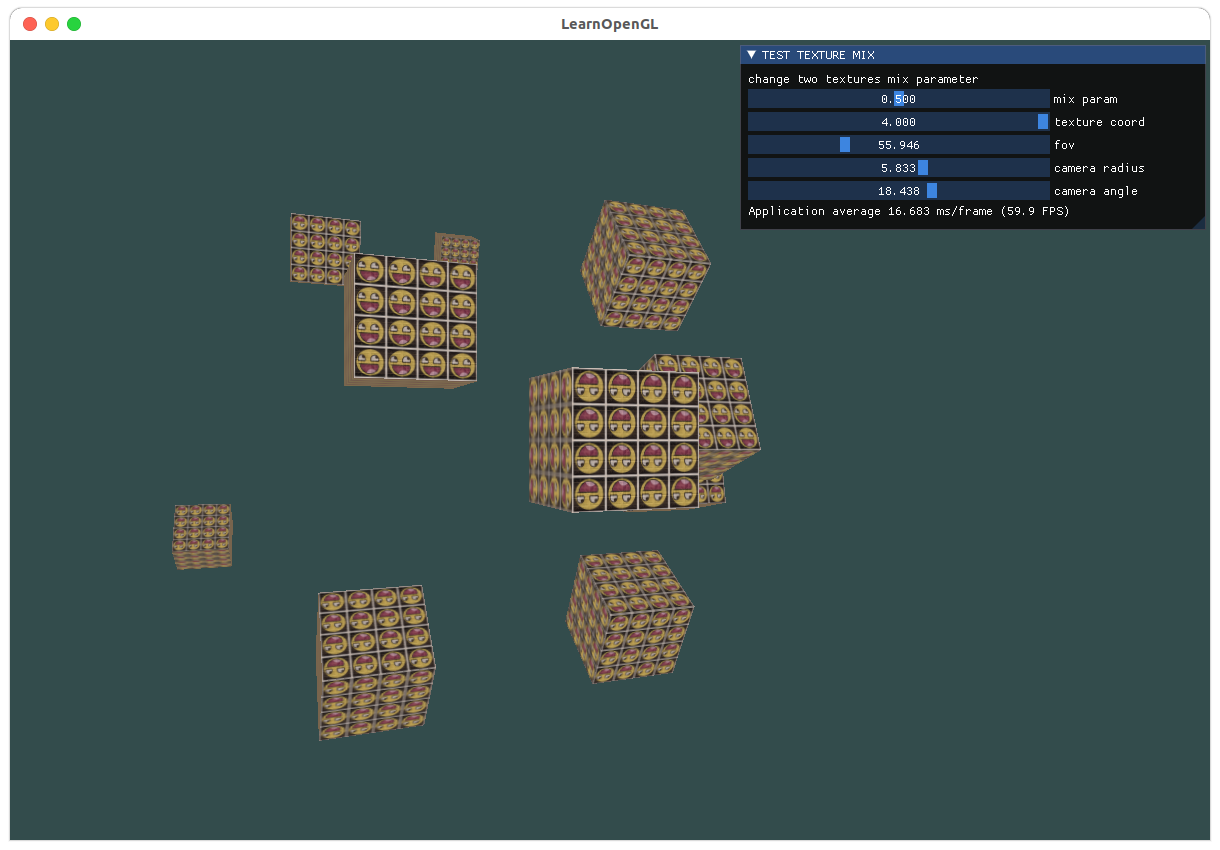 LearnOpenGL
TEST TEXTURE MIX
change two textures mix parameter
0.500 mix param
4.000 texture coord
55.946 fov
5.833 camera radius
18.438 camera angle
Application average 16.683 ms/frame (59.9 FPS)